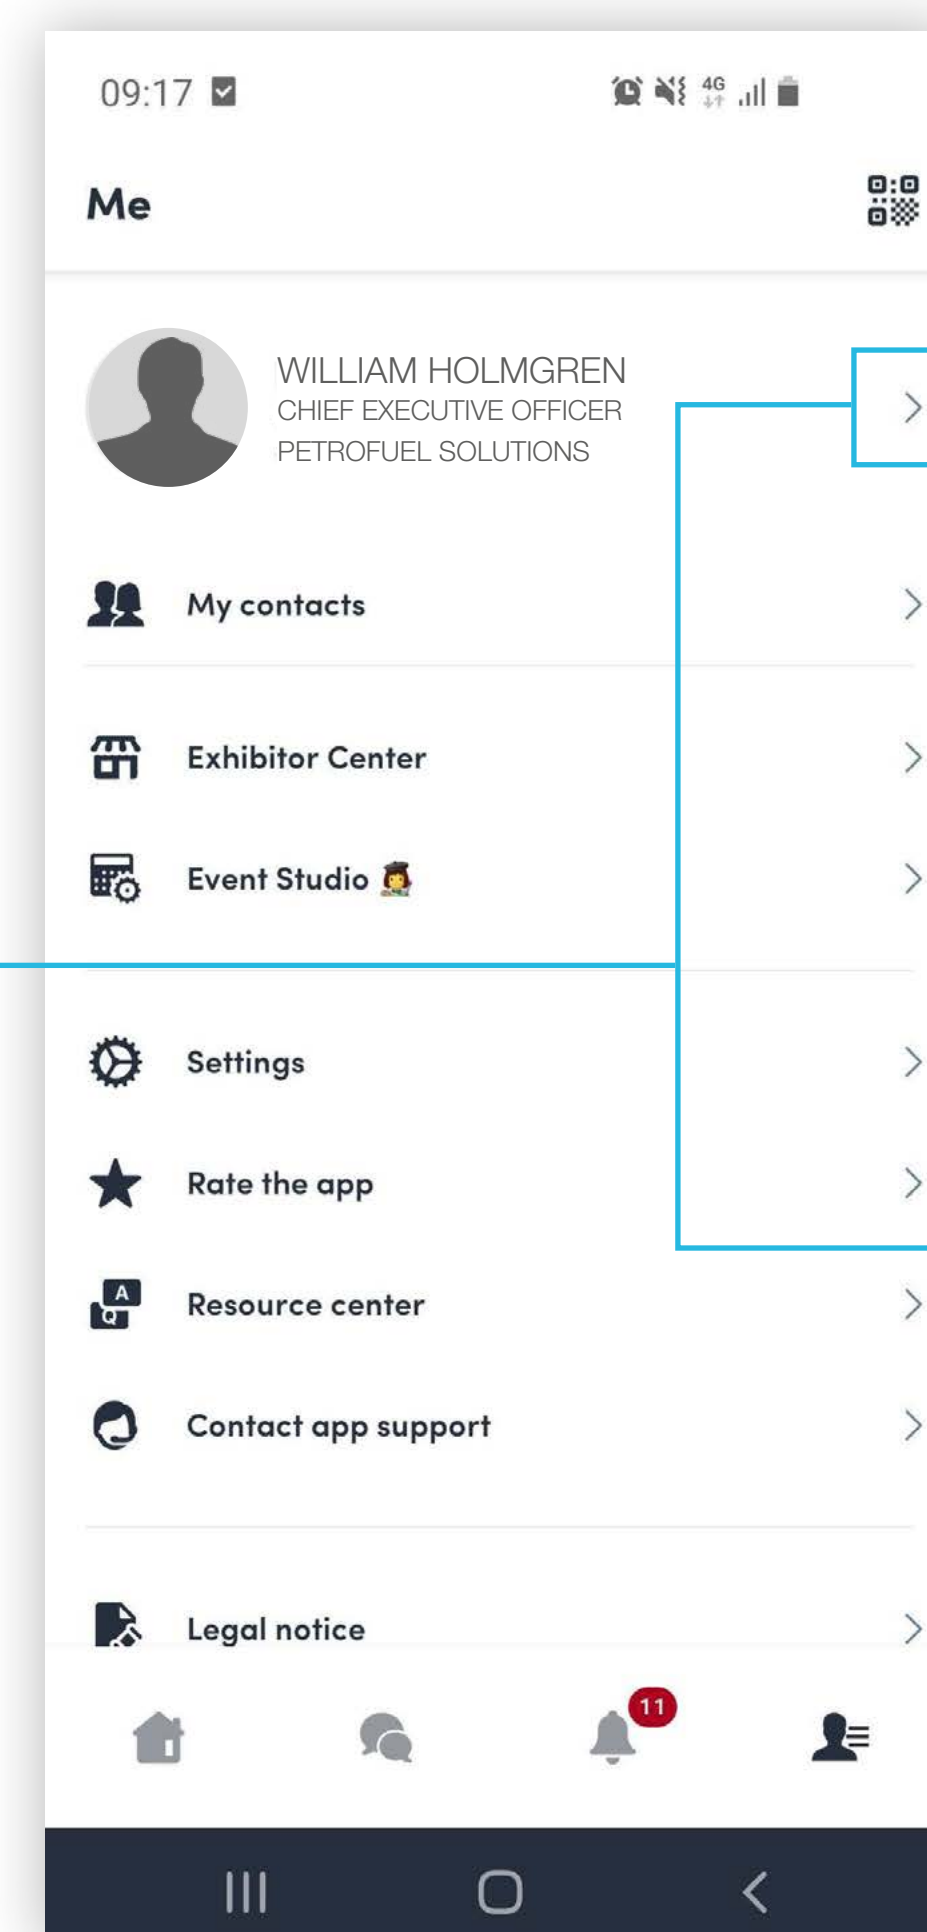 09:17
4G
Me
WILLIAM HOLMGREN
CHIEF EXECUTIVE OFFICER
PETROFUEL SOLUTIONS
My contacts
Exhibitor Center
Event Studio 👩‍🎨
Settings
Rate the app
A
Q
Resource center
Contact app support
Legal notice
11